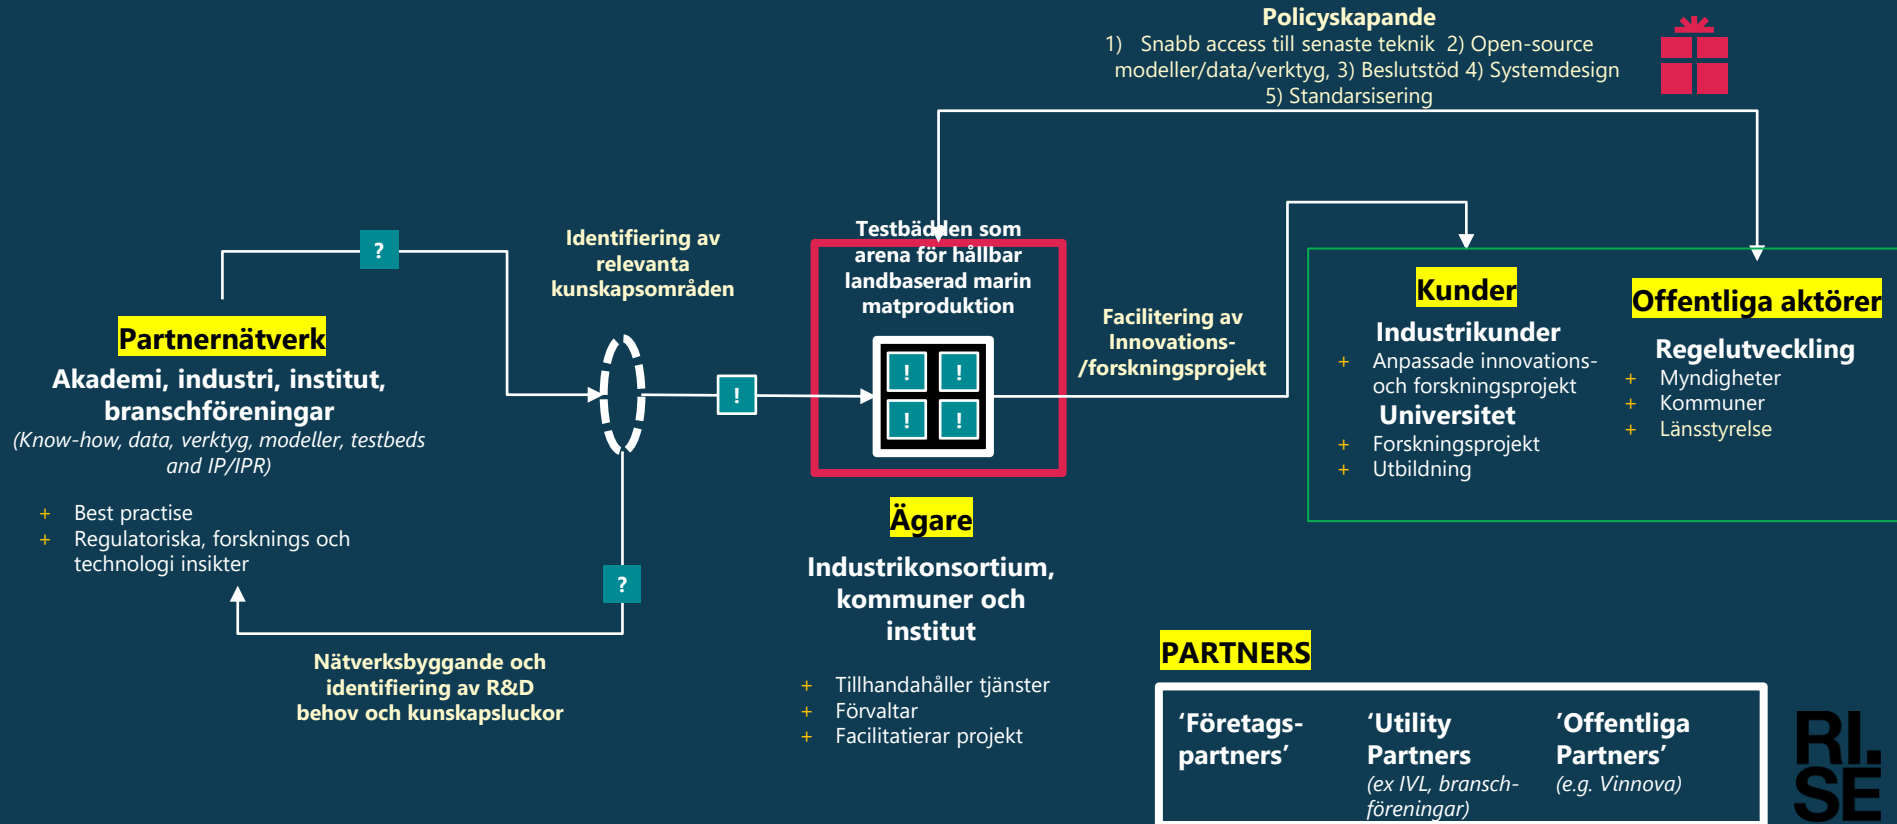 Policyskapande
1) Snabb access till senaste teknik 2) Open-source
modeller/data/verktyg, 3) Beslutstöd 4) Systemdesign
5) Standarsisering
?
Identifiering av
relevanta
kunskapsområden
Partnernätverk
Akademi, industri, institut,
branschföreningar
(Know-how, data, verktyg, modeller, testbeds
and IP/IPR)
+ Best practise
+ Regulatoriska, forsknings och
technologi insikter
!
?
Nätverksbyggande och
identifiering av R&D
behov och kunskapsluckor
Testbädden som
arena för hållbar
landbaserad marin
matproduktion
! !
! !
Ägare
Industrikonsortium,
kommuner och
institut
+ Tillhandahåller tjänster
+ Förvaltar
+ Facilitatierar projekt
Facilitering av
Innovations-
/forskningsprojekt
Kunder
Industrikunder
+ Anpassade innovations-
och forskningsprojekt
Universitet
+ Forskningsprojekt
+ Utbildning
Offentliga aktörer
Regelutveckling
+ Myndigheter
+ Kommuner
+ Länsstyrelse
PARTNERS
‘Företags-
partners’
‘Utility
Partners
(ex IVL, bransch-
föreningar)
’Offentliga
Partners’
(e.g. Vinnova)
RI.
SE